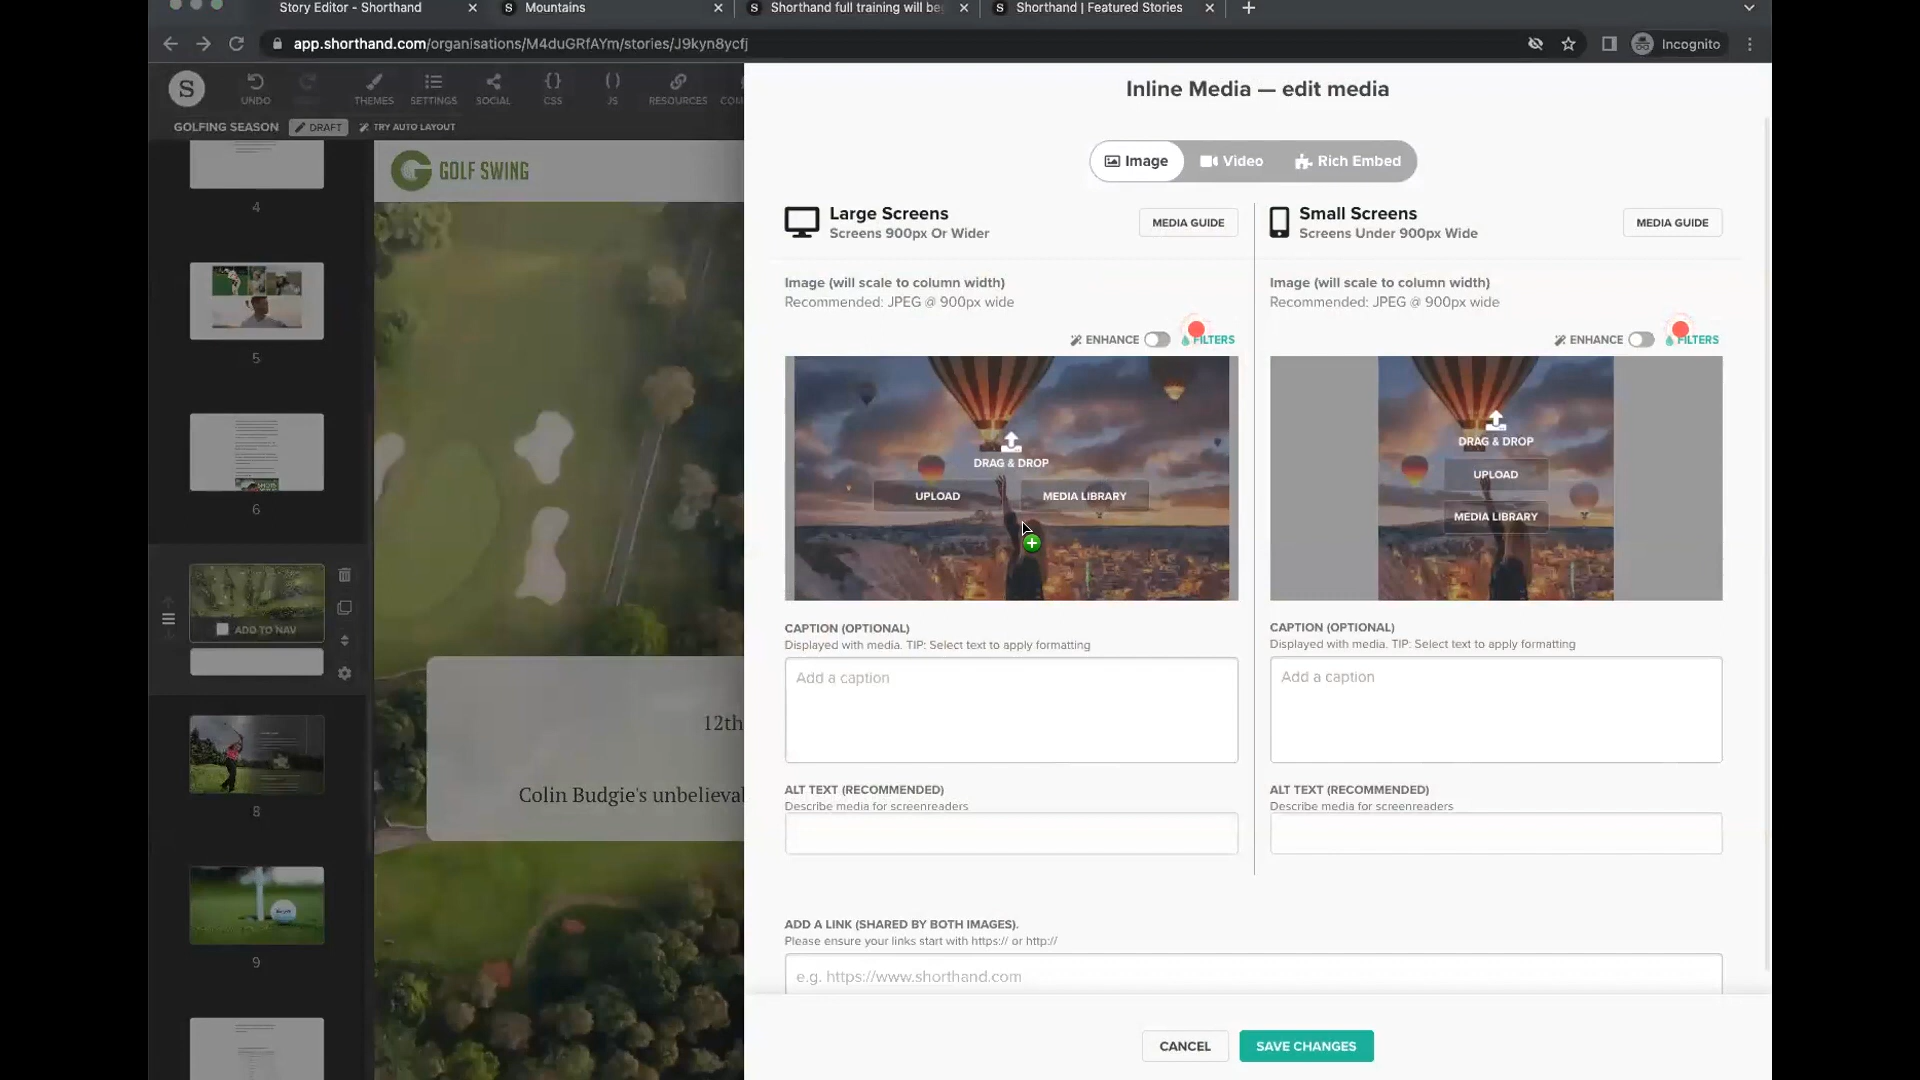 Story Editor - Shorthand
Mountains
Shorthand full training will be
Shorthand | Featured Stories
app.shorthand.com/organisations/M4duGRfAYm/stories/J9kyn8ycfj
Incognito
S
UNDO
THEMES
SETTINGS
SOCIAL
CSS
JS
RESOURCES
COM
GOLFING SEASON
DRAFT
TRY AUTO LAYOUT
GOLF SWING
4
5
6
ADD TO NAV
8
9
12th
Colin Budgie's unbelieval
Inline Media — edit media
Image
Video
Rich Embed
Large Screens
Screens 900px Or Wider
MEDIA GUIDE
Image (will scale to column width)
Recommended: JPEG @ 900px wide
ENHANCE
FILTERS
DRAG & DROP
UPLOAD
MEDIA LIBRARY
CAPTION (OPTIONAL)
Displayed with media. TIP: Select text to apply formatting
Add a caption
ALT TEXT (RECOMMENDED)
Describe media for screenreaders
Small Screens
Screens Under 900px Wide
MEDIA GUIDE
Image (will scale to column width)
Recommended: JPEG @ 900px wide
ENHANCE
FILTERS
DRAG & DROP
UPLOAD
MEDIA LIBRARY
CAPTION (OPTIONAL)
Displayed with media. TIP: Select text to apply formatting
Add a caption
ALT TEXT (RECOMMENDED)
Describe media for screenreaders
ADD A LINK (SHARED BY BOTH IMAGES).
Please ensure your links start with https:// or http://
e.g. https://www.shorthand.com
CANCEL
SAVE CHANGES